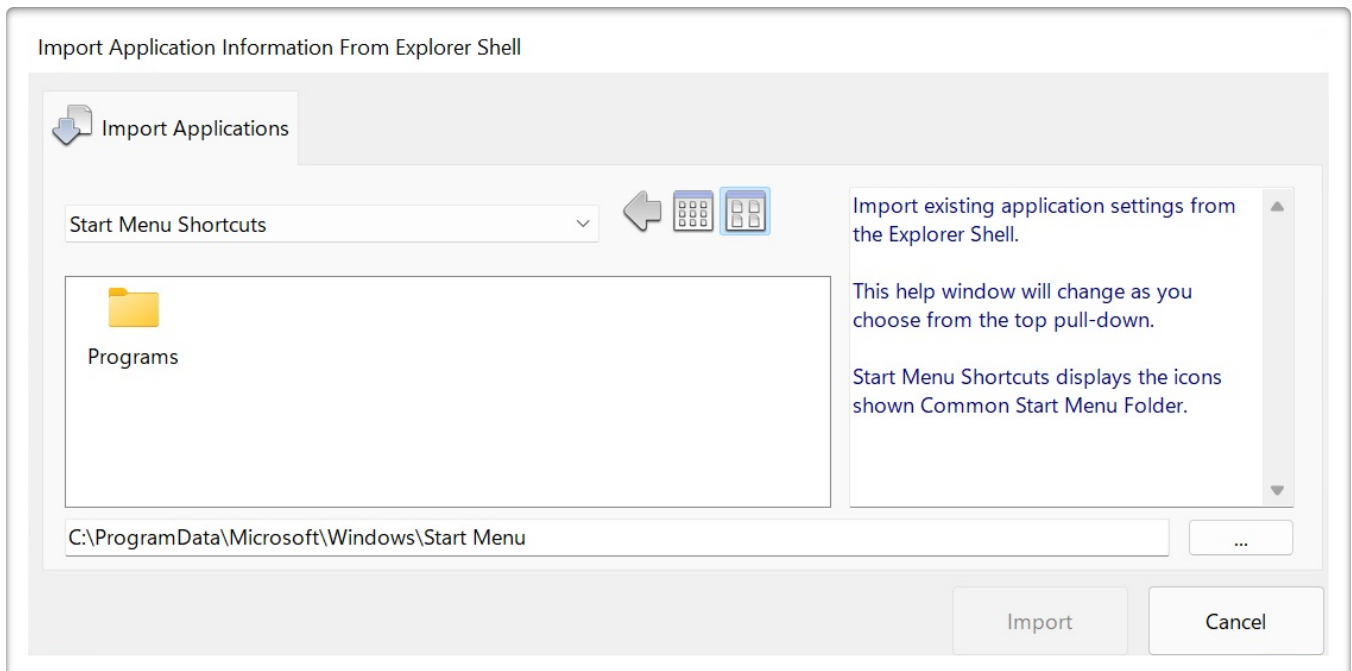 Import Application Information From Explorer Shell
Import Applications
Start Menu Shortcuts
Import existing application settings from
the Explorer Shell.
This help window will change as you
choose from the top pull-down.
Start Menu Shortcuts displays the icons
shown Common Start Menu Folder.
Programs
C:\ProgramData\Microsoft\Windows\Start Menu
...
Import
Cancel